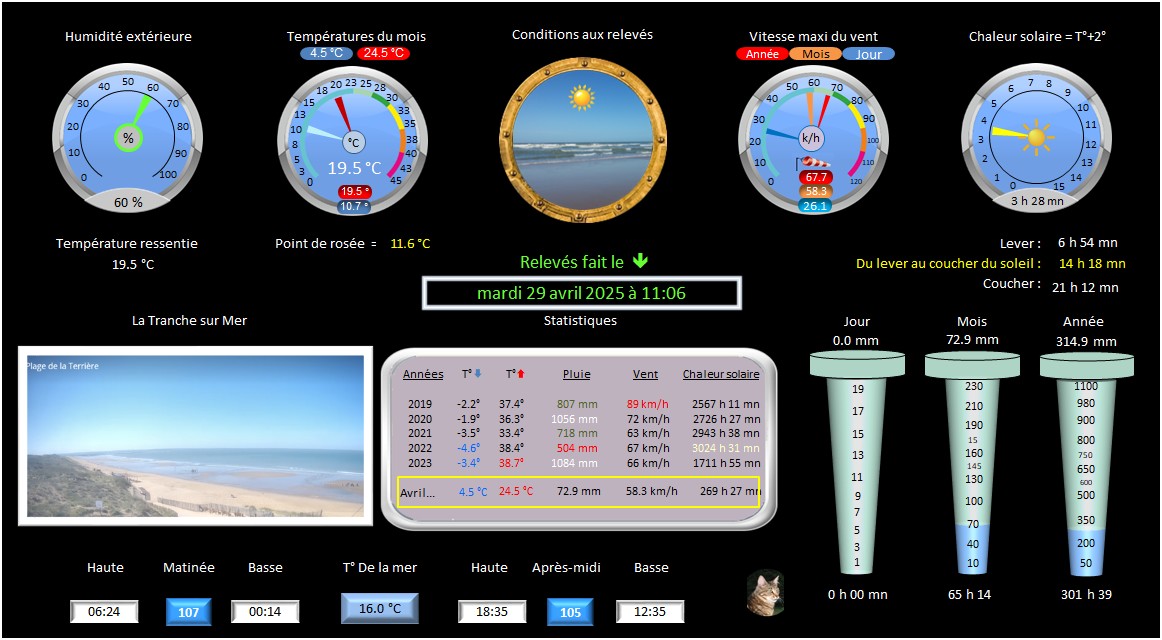 Humidité extérieure
Températures du mois
Conditions aux relevés
Vitesse maxi du vent
Chaleur solaire = T°+2°
4.5 °C 24.5 °C
Année Mois Jour
0 10 20 30 40 50 60 70 80 90 100
%
60 %
0 3 5 8 10 13 15 18 20 23 25 28 30 33 35 38 40 43 45
°C
19.5 °C
19.5 °
10.7 °
0 10 20 30 40 50 60 70 80 90 100 110 120
k/h
67.7
58.3
26.1
0 1 2 3 4 5 6 7 8 9 10 11 12 13 14 15
3 h 28 mn
Température ressentie
19.5 °C
Point de rosée = 11.6 °C
Lever : 6 h 54 mn
Du lever au coucher du soleil : 14 h 18 mn
Coucher : 21 h 12 mn
Relevés fait le
mardi 29 avril 2025 à 11:06
La Tranche sur Mer
Plage de la Terrière
Statistiques
Années T° T° Pluie Vent Chaleur solaire
2019 -2.2° 37.4° 807 mm 89 km/h 2567 h 11 mn
2020 -1.9° 36.3° 1056 mm 72 km/h 2726 h 27 mn
2021 -3.5° 33.4° 718 mm 63 km/h 2943 h 38 mn
2022 -4.6° 38.4° 504 mm 67 km/h 3024 h 31 mn
2023 -3.4° 38.7° 1084 mm 66 km/h 1711 h 55 mn
Avril... 4.5 °C 24.5 °C 72.9 mm 58.3 km/h 269 h 27 mn
Jour
0.0 mm
19
17
15
13
11
9
7
5
3
1
0 h 00 mn
Mois
72.9 mm
230
210
190
15
160
145
130
100
70
40
10
65 h 14
Année
314.9 mm
1100
980
900
800
750
650
600
500
350
200
50
301 h 39
Haute Matinée Basse
06:24 107 00:14
T° De la mer
16.0 °C
Haute Après-midi Basse
18:35 105 12:35